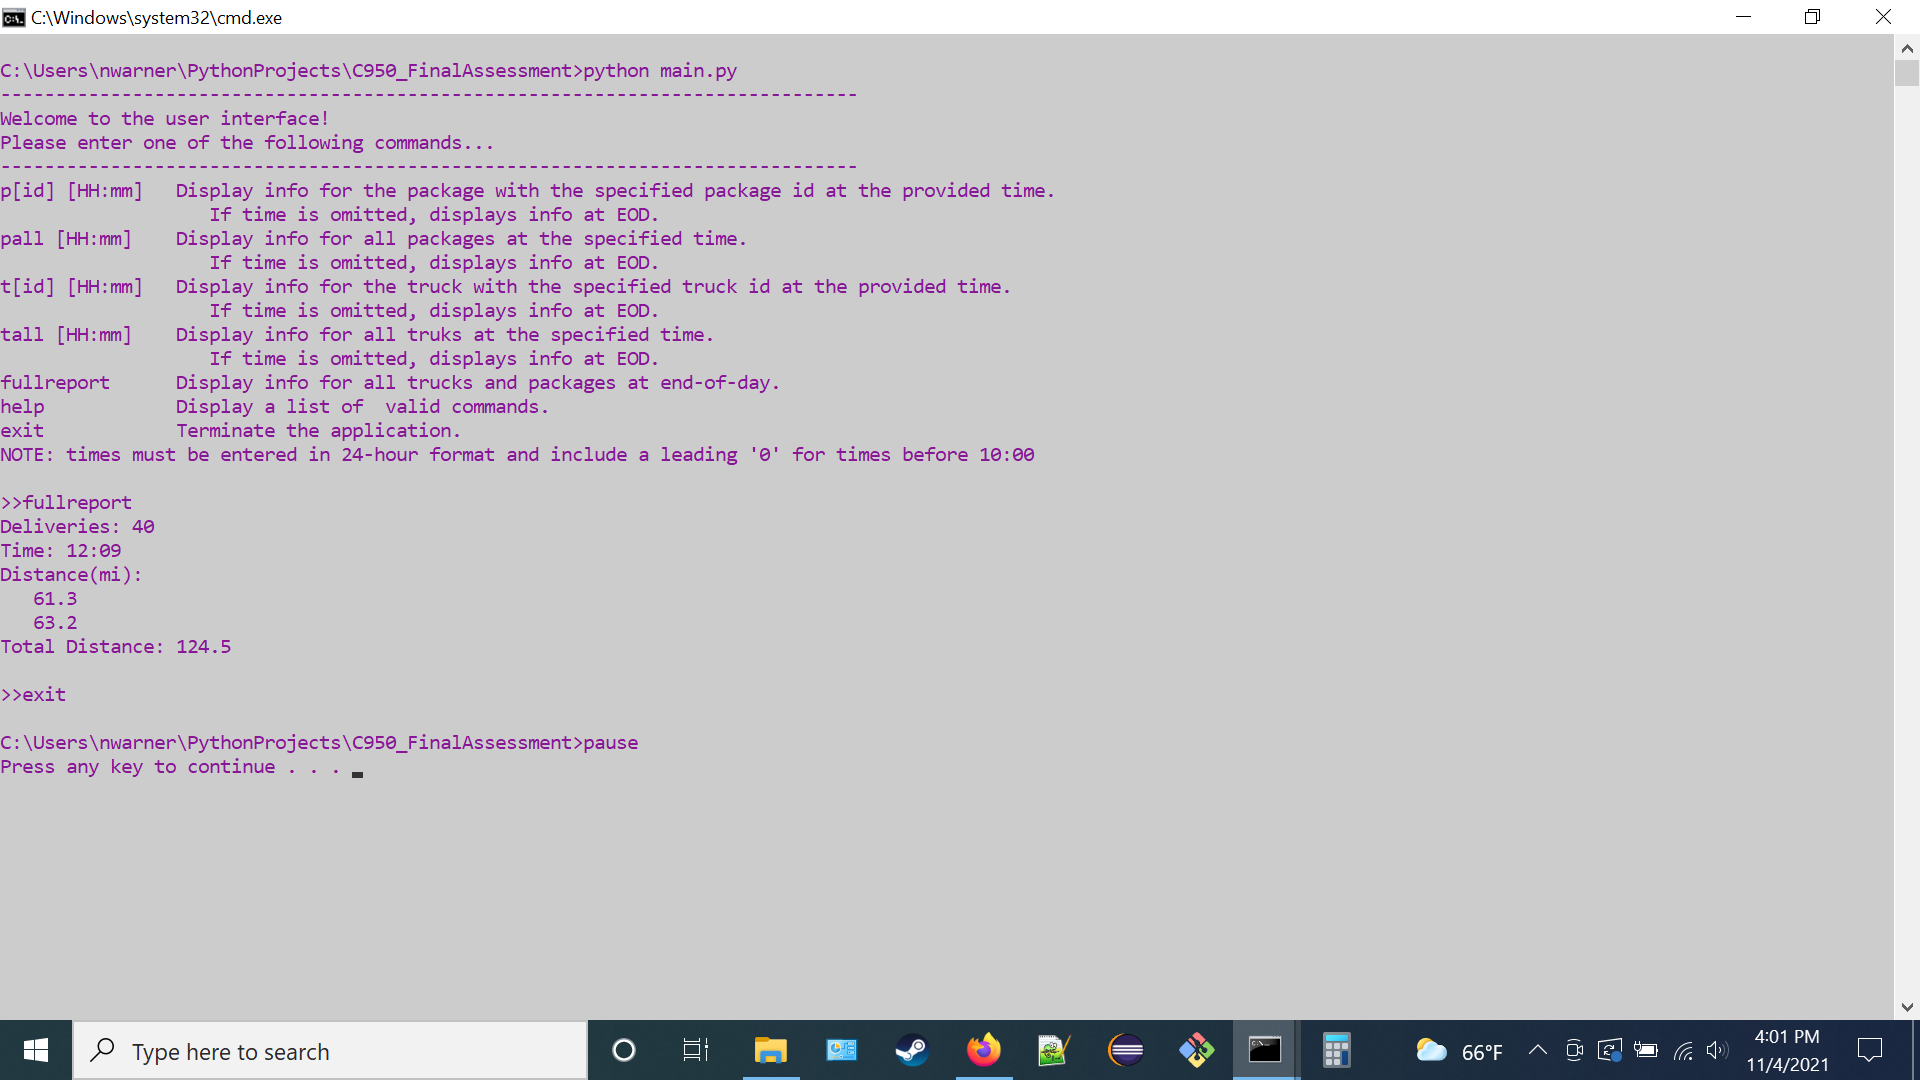 C:\Windows\system32\cmd.exe
C:\Users\nwarner\PythonProjects\C950_FinalAssessment>python main.py
------------------------------------------------------------------------------
Welcome to the user interface!
Please enter one of the following commands...
------------------------------------------------------------------------------
p[id] [HH:mm]   Display info for the package with the specified package id at the provided time.
If time is omitted, displays info at EOD.
pall [HH:mm]    Display info for all packages at the specified time.
If time is omitted, displays info at EOD.
t[id] [HH:mm]   Display info for the truck with the specified truck id at the provided time.
If time is omitted, displays info at EOD.
tall [HH:mm]    Display info for all truks at the specified time.
If time is omitted, displays info at EOD.
fullreport      Display info for all trucks and packages at end-of-day.
help            Display a list of  valid commands.
exit            Terminate the application.
NOTE: times must be entered in 24-hour format and include a leading '0' for times before 10:00
>>fullreport
Deliveries: 40
Time: 12:09
Distance(mi):
61.3
63.2
Total Distance: 124.5
>>exit
C:\Users\nwarner\PythonProjects\C950_FinalAssessment>pause
Press any key to continue . . .
Type here to search
66°F
4:01 PM
11/4/2021